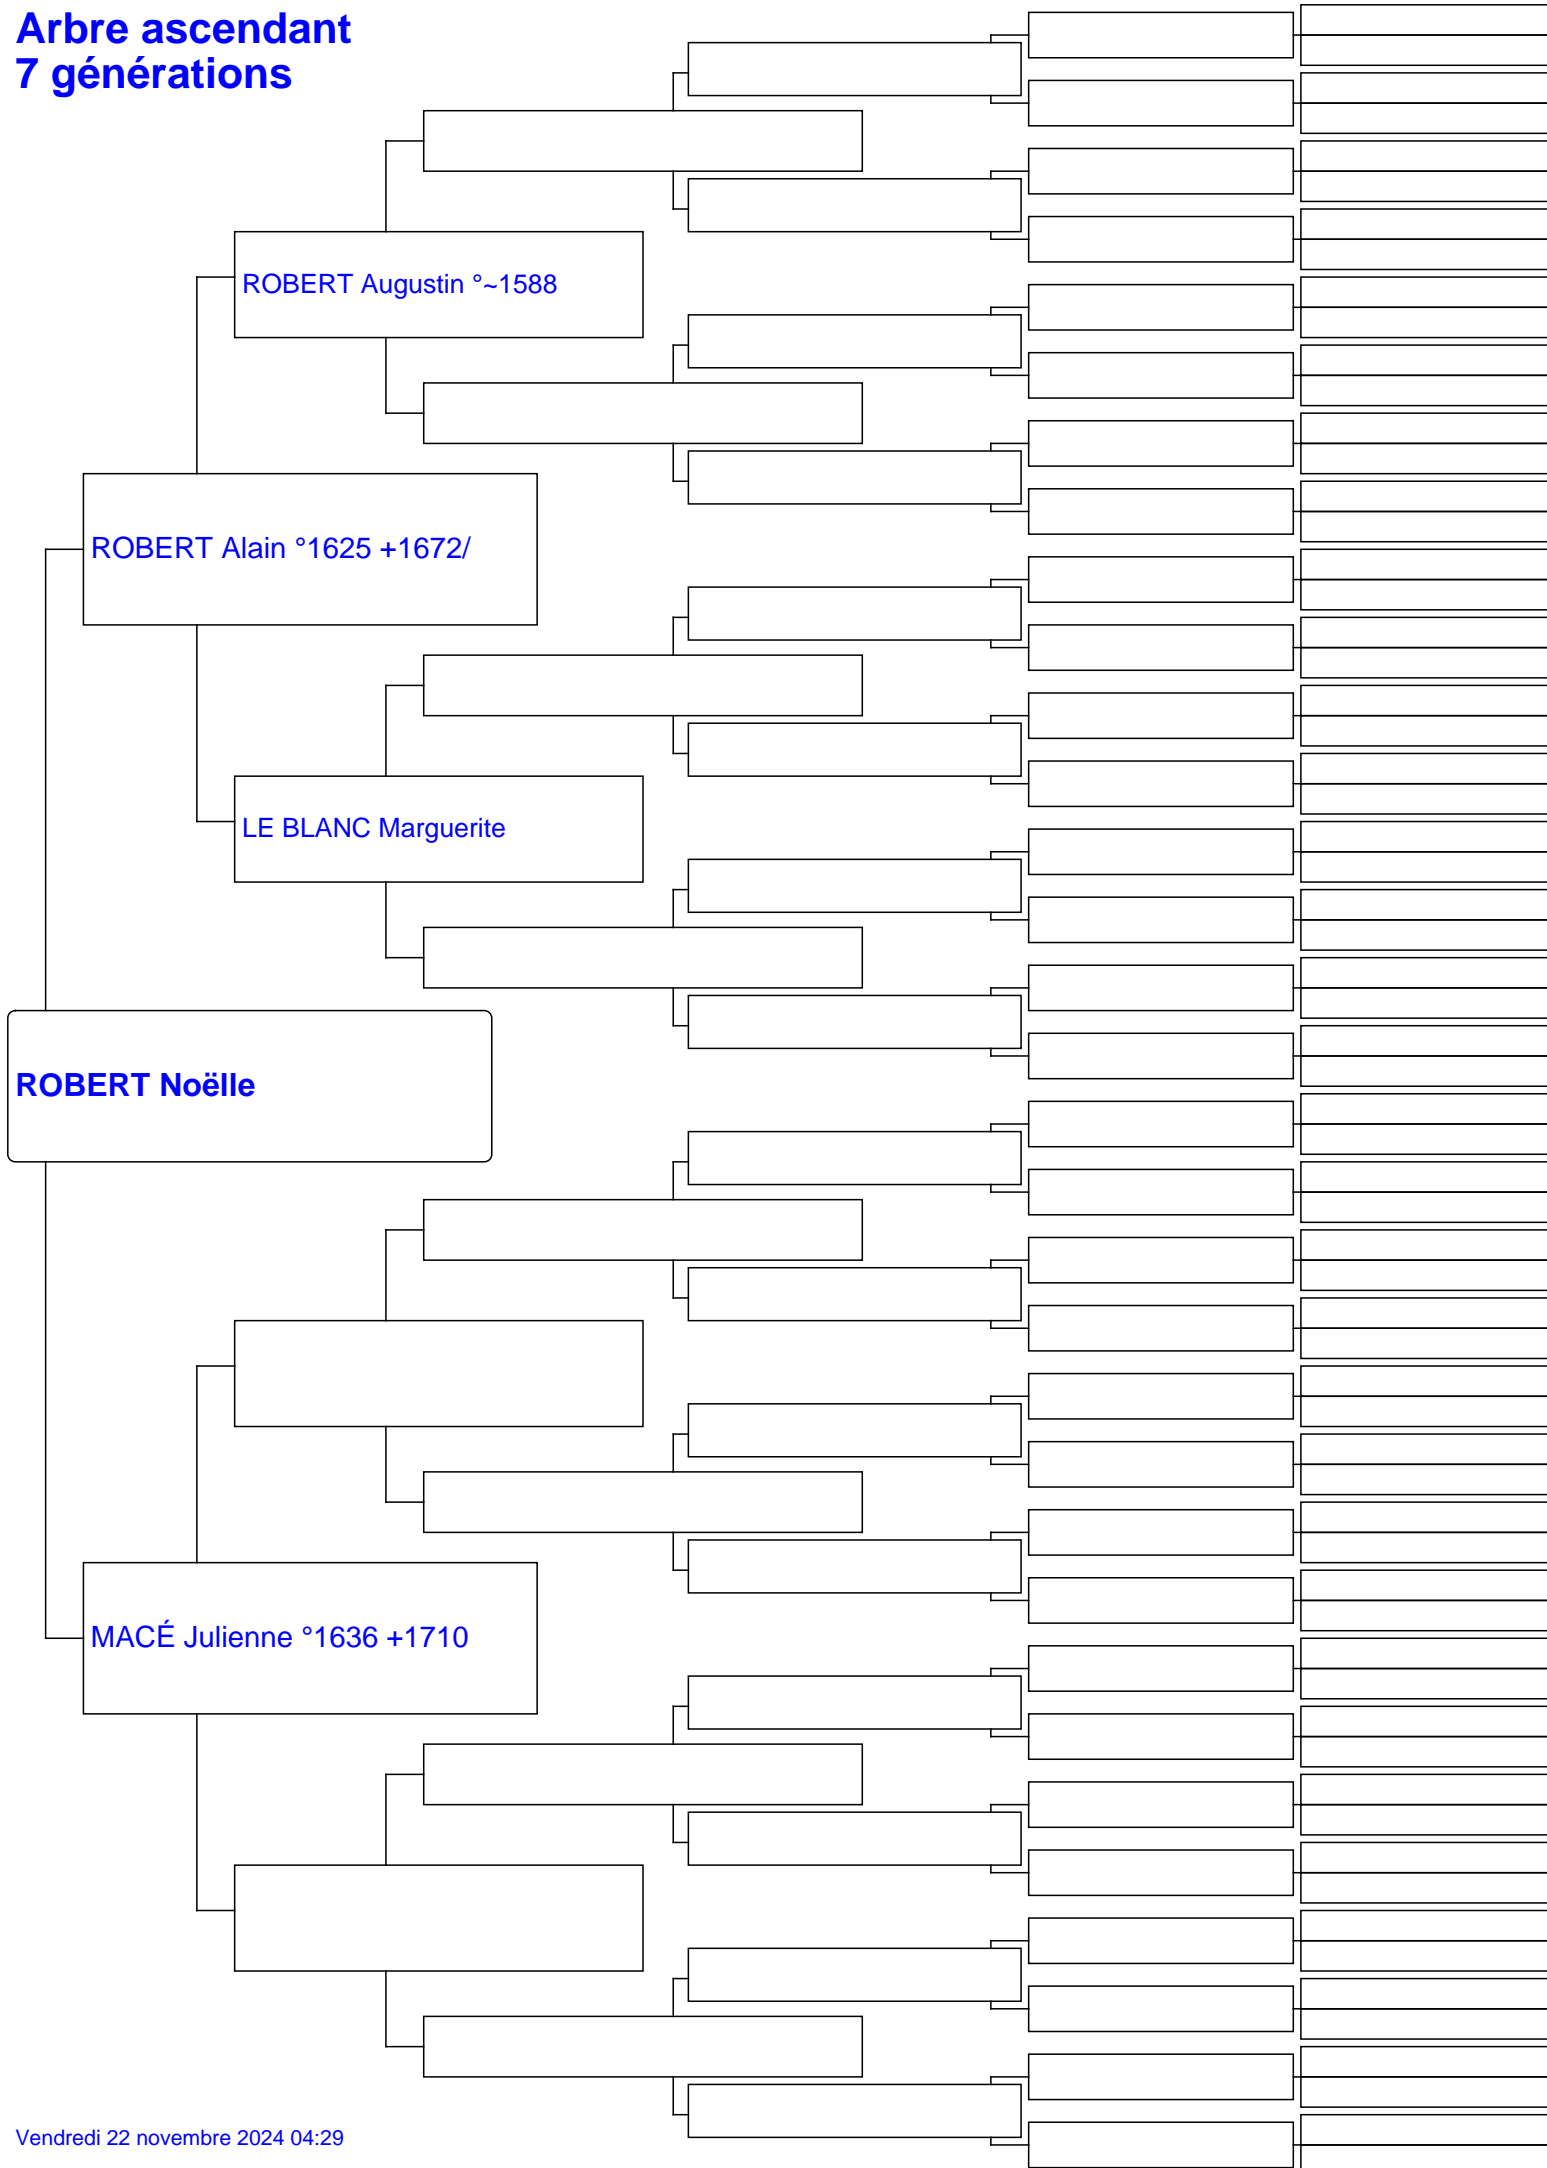 Arbre ascendant
7 générations
ROBERT Augustin °~1588
ROBERT Alain °1625 +1672/
LE BLANC Marguerite
ROBERT Noëlle
MACÉ Julienne °1636 +1710
Vendredi 22 novembre 2024 04:29